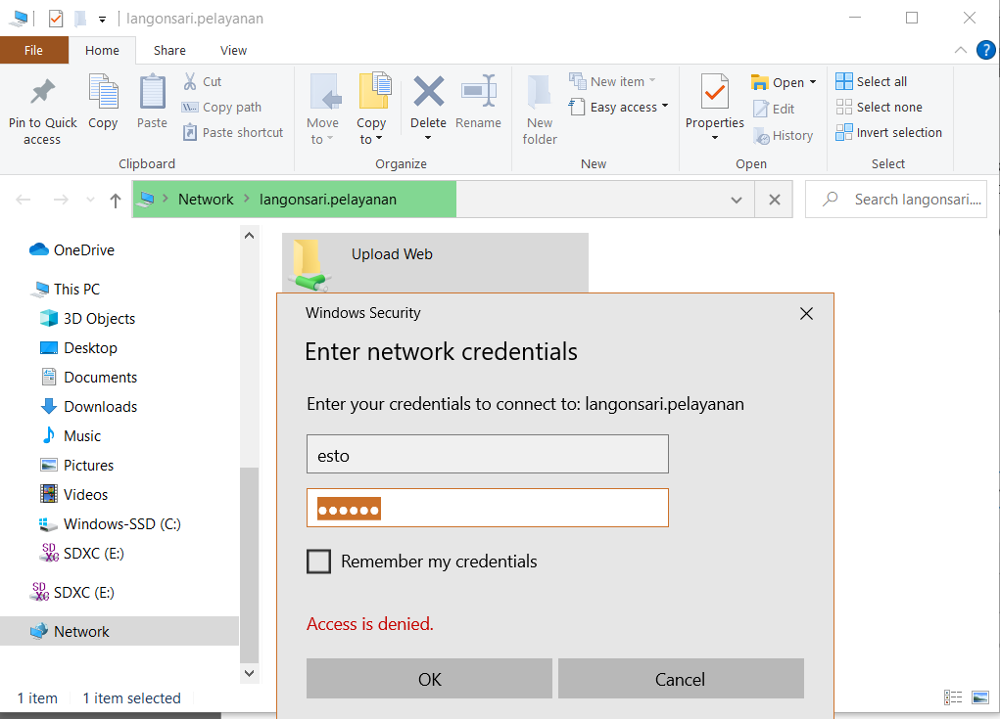 langonsari.pelayanan
File Home Share View
Pin to Quick access
Copy
Paste
Cut
Copy path
Paste shortcut
Clipboard
Move to
Copy to
Delete
Rename
Organize
New folder
New item
Easy access
New
Properties
Open
Edit
History
Open
Select all
Select none
Invert selection
Select
Network langonsari.pelayanan
Search langonsari....
OneDrive
This PC
3D Objects
Desktop
Documents
Downloads
Music
Pictures
Videos
Windows-SSD (C:)
SDXC (E:)
SDXC (E:)
Network
Upload Web
Windows Security
Enter network credentials
Enter your credentials to connect to: langonsari.pelayanan
esto
Remember my credentials
Access is denied.
OK Cancel
1 item 1 item selected